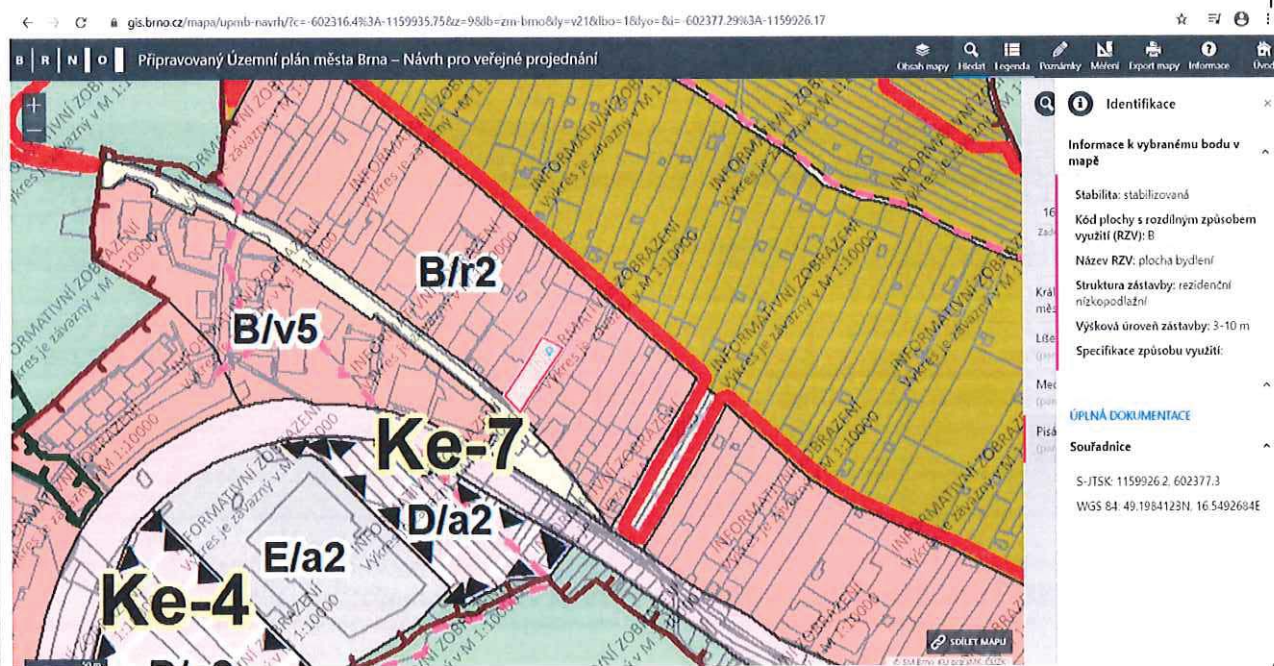 gis.brno.cz/mapa/upmb-navrh/?c=-602316.4%3A-1159935.75&z=9&lb=zm-brno&ly=v21&lbo=1&lyo=&i=-602377.29%3A-1159926.17
B R N O Připravovaný Územní plán města Brna – Návrh pro veřejné projednání
Obsah mapy Hledat Legenda Poznámky Měření Export mapy Informace Úvod
Identifikace
Informace k vybranému bodu v
mapě
Stabilita: stabilizovaná
Kód plochy s rozdílným způsobem
využití (RZV): B
Název RZV: plocha bydlení
Struktura zástavby: rezidenční
nízkopodlažní
Výšková úroveň zástavby: 3-10 m
Specifikace způsobu využití:
ÚPLNÁ DOKUMENTACE
Souřadnice
S-JTSK: 1159926.2, 602377.3
WGS 84: 49.1984123N, 16.5492684E
B/r2
B/v5
Ke-7
D/a2
E/a2
Ke-4
INFORMATIVNÍ ZOBRAZENÍ
Výkres je závazný v M 1:10000
SDÍLET MAPU
50 m